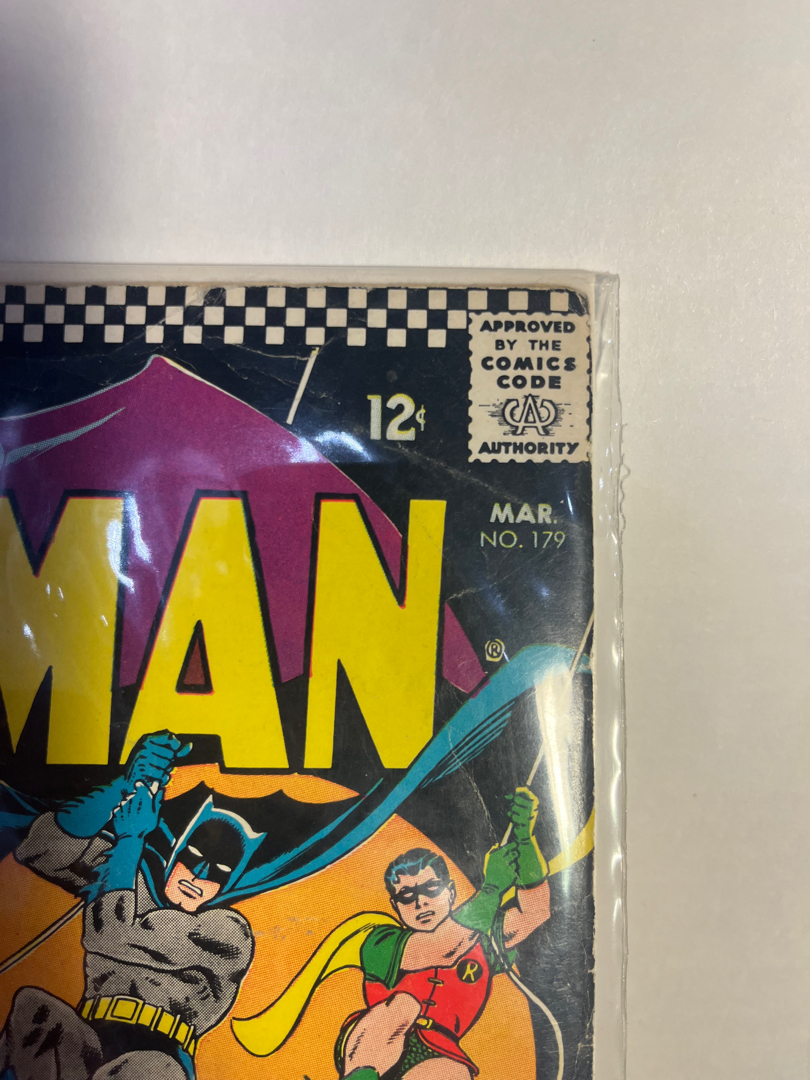 APPROVED
BY THE
COMICS
CODE
CA
AUTHORITY
12¢
MAR.
NO. 179
MAN
®
R